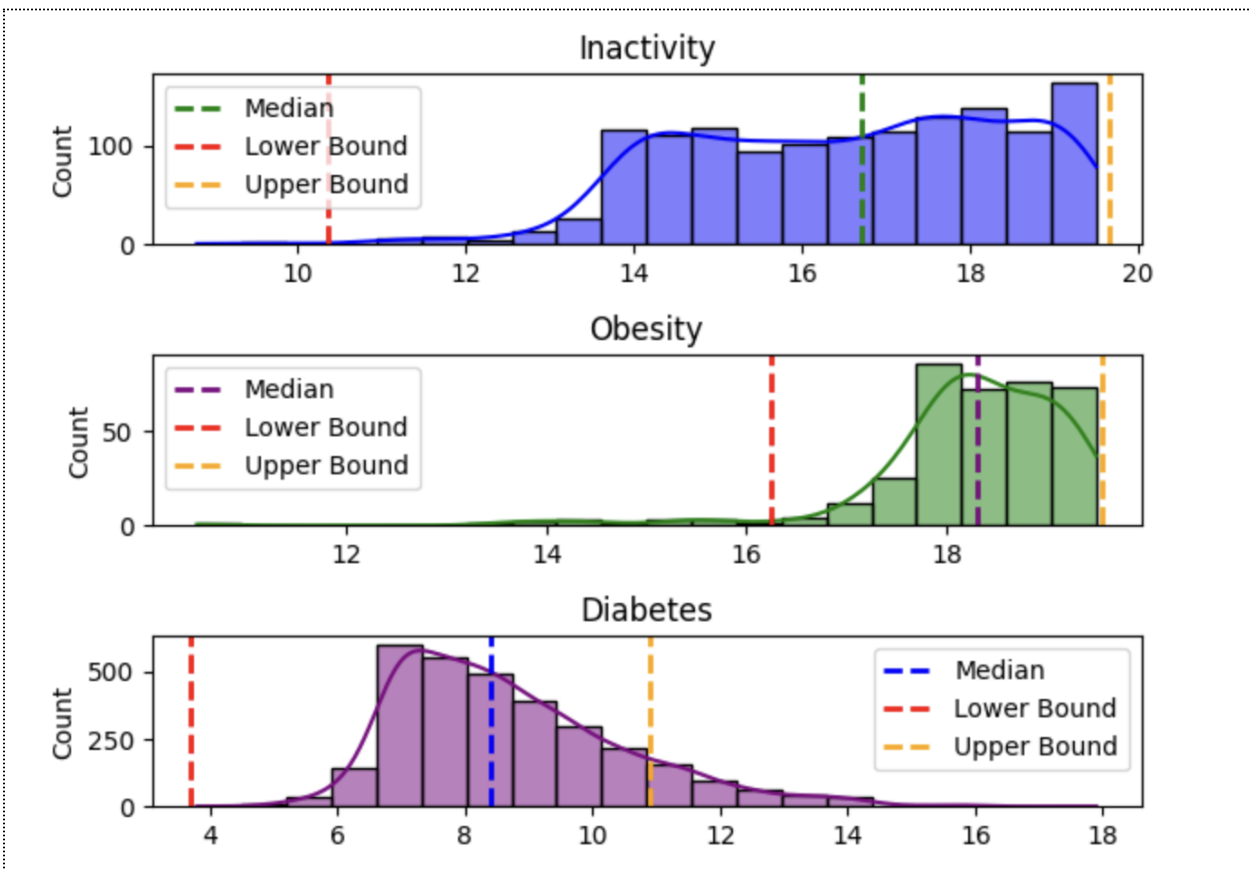 Inactivity
Median
Lower Bound
Upper Bound
Count
100
0
10 12 14 16 18 20
Obesity
Median
Lower Bound
Upper Bound
Count
50
0
12 14 16 18
Diabetes
Median
Lower Bound
Upper Bound
Count
500
250
0
4 6 8 10 12 14 16 18